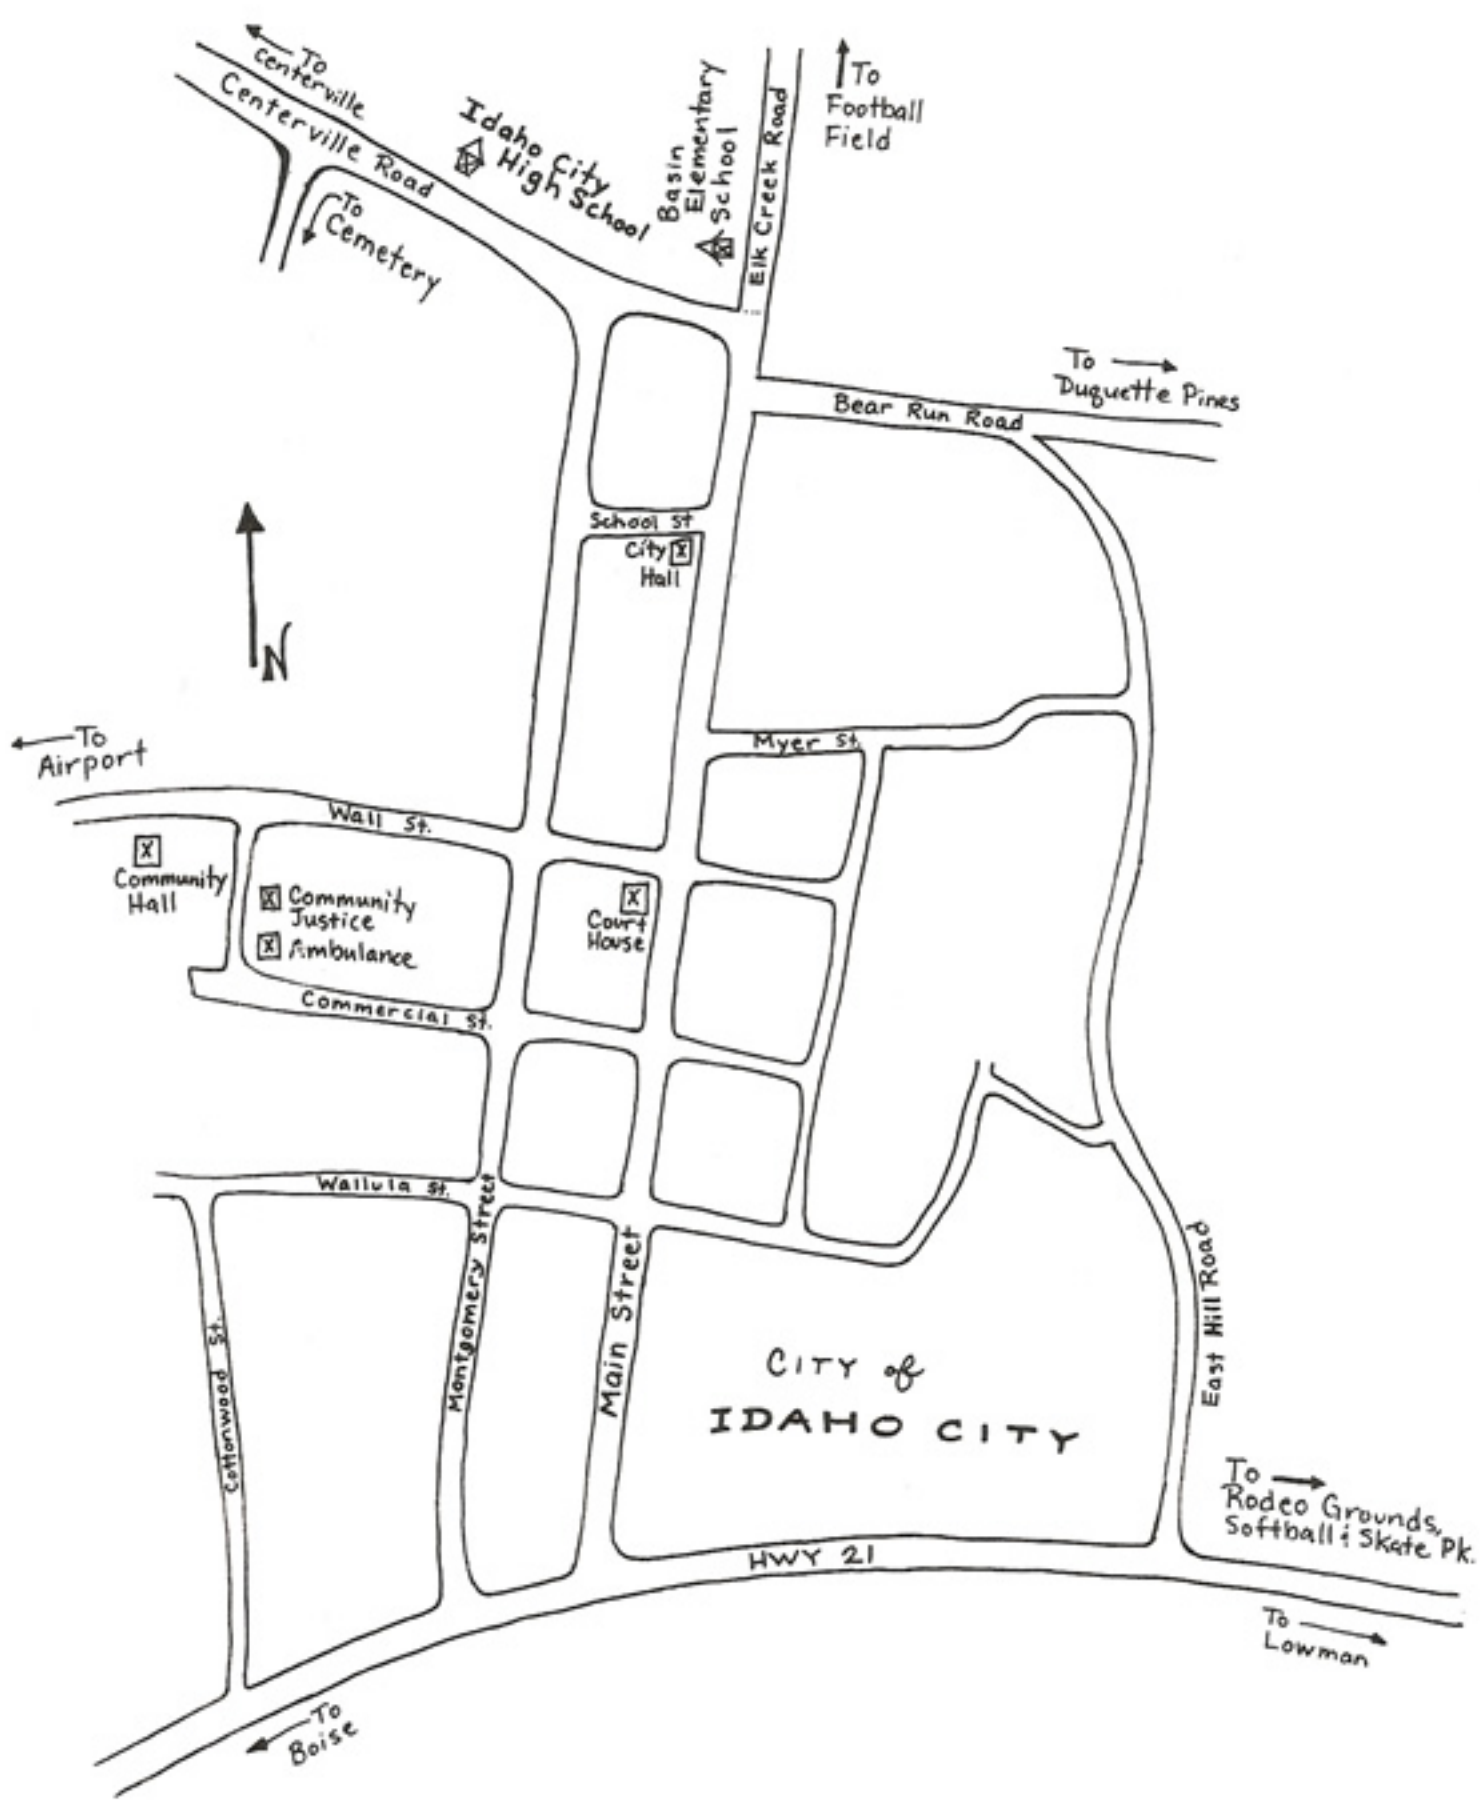 To
Centerville
Centerville Road
Idaho City
High School
Basin
Elementary
School
Elk Creek Road
To
Football
Field
To
Cemetery
To
Duquette Pines
Bear Run Road
School St
City
Hall
N
To
Airport
Myer St.
Wall St.
Community
Hall
Community
Justice
Ambulance
Court
House
Commercial St.
Wallula St.
Montgomery Street
Main Street
Cottonwood St.
East Hill Road
CITY of
IDAHO CITY
To
Rodeo Grounds,
Softball & Skate Pk.
HWY 21
To
Lowman
To
Boise